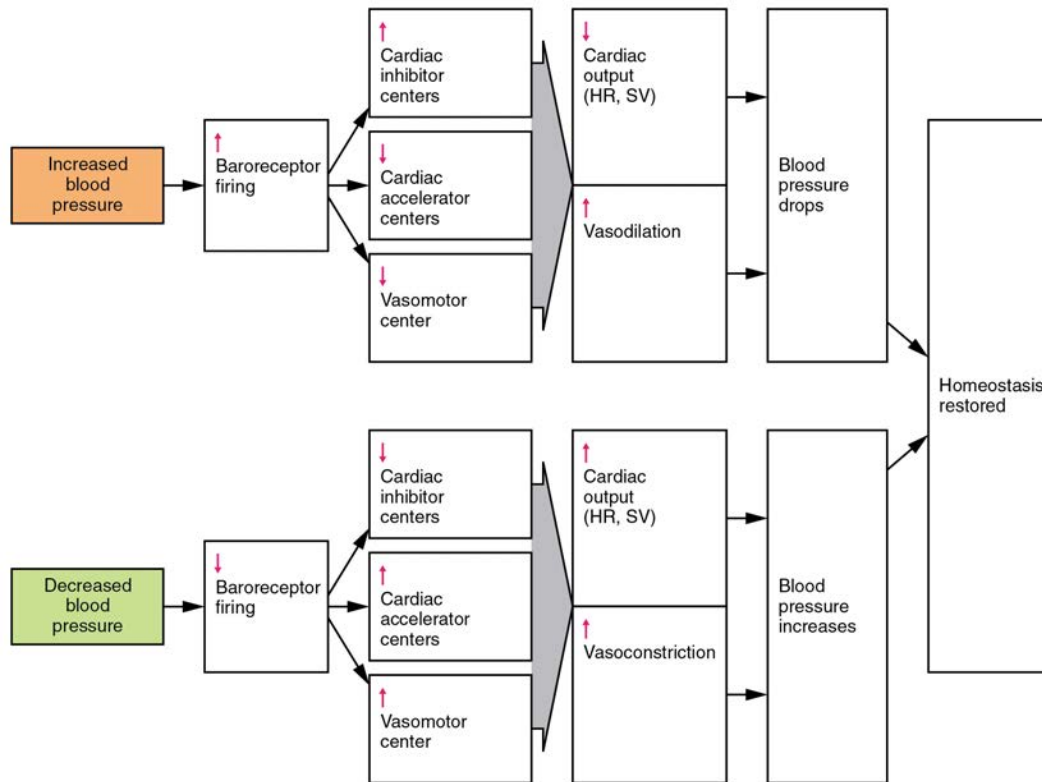 Increased
blood
pressure
↑
Baroreceptor
firing
↑
Cardiac
inhibitor
centers
↓
Cardiac
accelerator
centers
↓
Vasomotor
center
↓
Cardiac
output
(HR, SV)
↑
Vasodilation
Blood
pressure
drops
Homeostasis
restored
Decreased
blood
pressure
↓
Baroreceptor
firing
↓
Cardiac
inhibitor
centers
↑
Cardiac
accelerator
centers
↑
Vasomotor
center
↑
Cardiac
output
(HR, SV)
↑
Vasoconstriction
Blood
pressure
increases